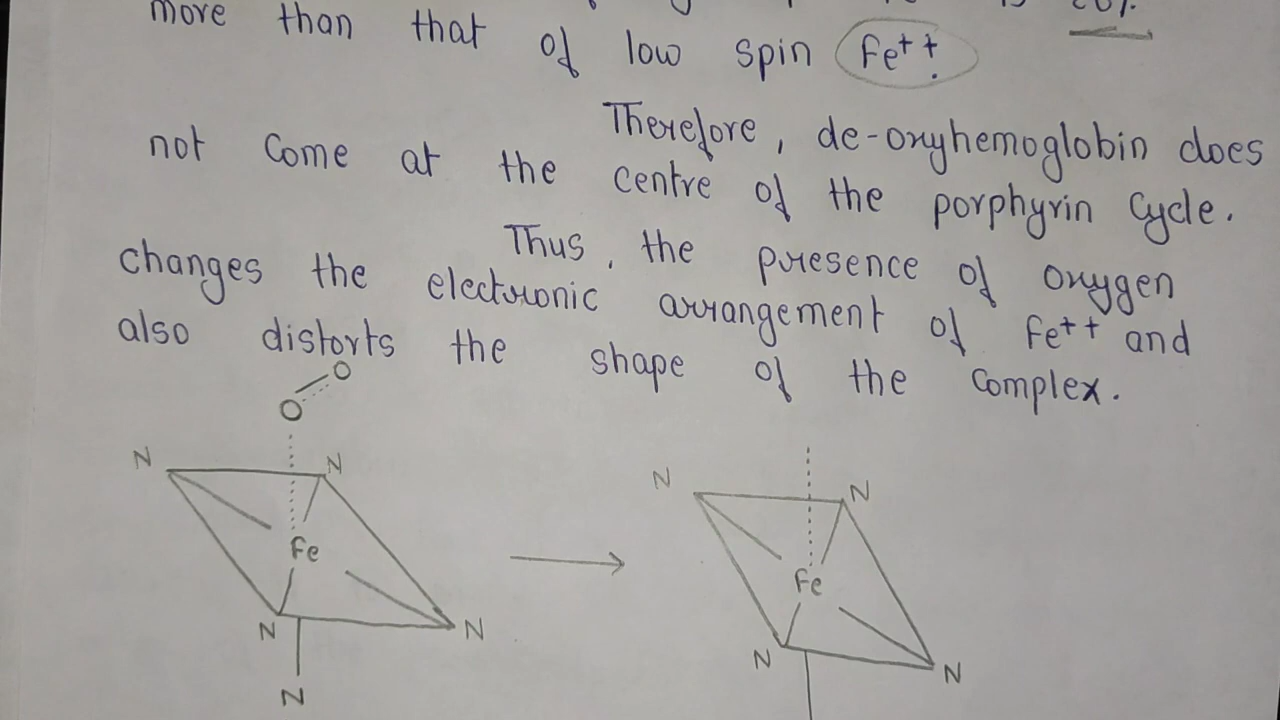 more than that of low spin Fe++.
Therefore, de-oxyhemoglobin does
not come at the centre of the porphyrin cycle.
Thus, the presence of oxygen
changes the electronic arrangement of Fe++ and
also distorts the shape of the complex.
O
O
N N
N N
Fe
Fe
N N
N N
N